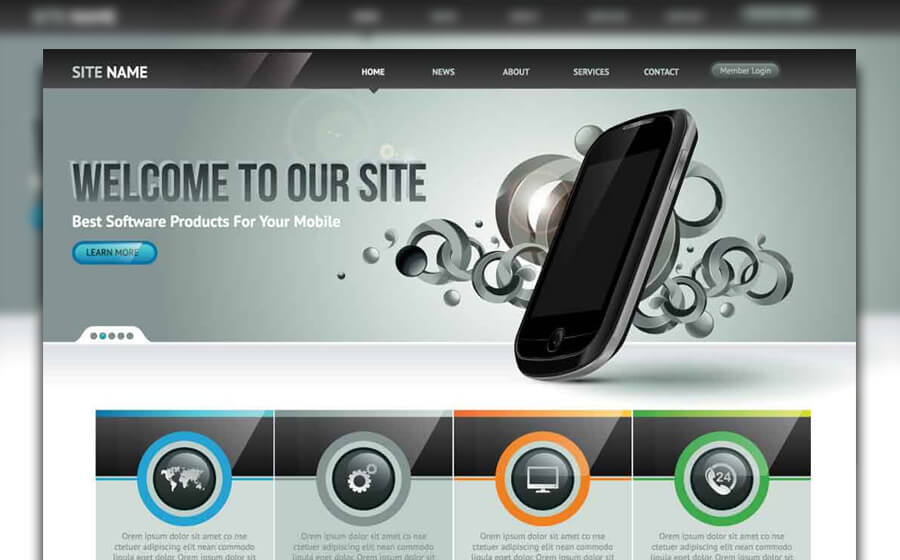 SITE NAME
HOME NEWS ABOUT SERVICES CONTACT Member Login
WELCOME TO OUR SITE
Best Software Products For Your Mobile
LEARN MORE
24
Orem ipsum dolor sit amet co nse
ctetuer adipiscing elit nean commodo
ligula eget dolor. Orem ipsum dolor sit
Orem ipsum dolor sit amet co nse
ctetuer adipiscing elit nean commodo
ligula eget dolor. Orem ipsum dolor sit
Orem ipsum dolor sit amet co nse
ctetuer adipiscing elit nean commodo
ligula eget dolor. Orem ipsum dolor sit
Orem ipsum dolor sit amet co nse
ctetuer adipiscing elit nean commodo
ligula eget dolor. Orem ipsum dolor sit